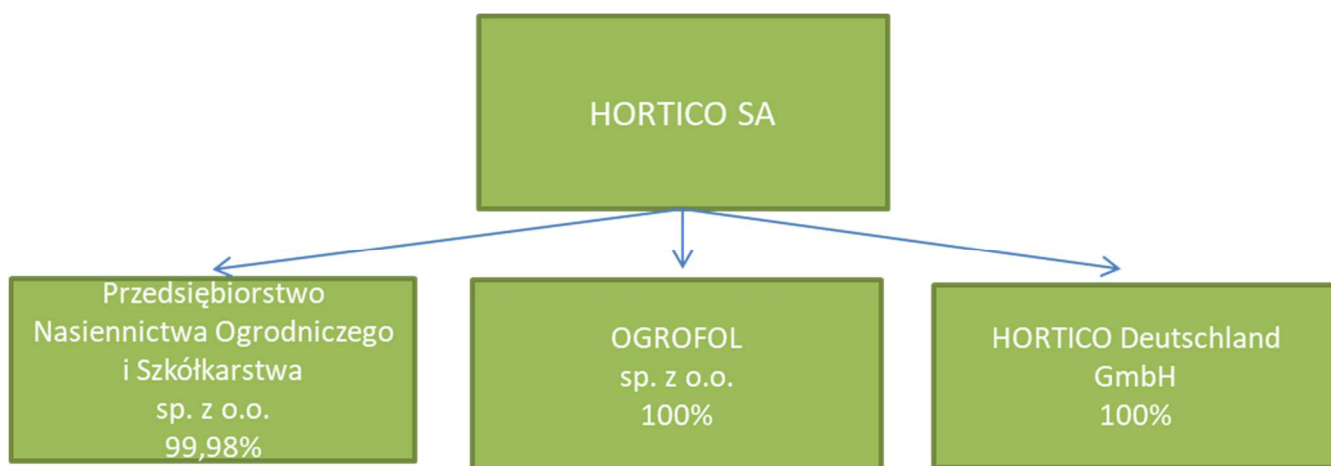 HORTICO SA
Przedsiębiorstwo
Nasiennictwa Ogrodniczego
i Szkółkarstwa
sp. z o.o.
99,98%
OGROFOL
sp. z o.o.
100%
HORTICO Deutschland
GmbH
100%